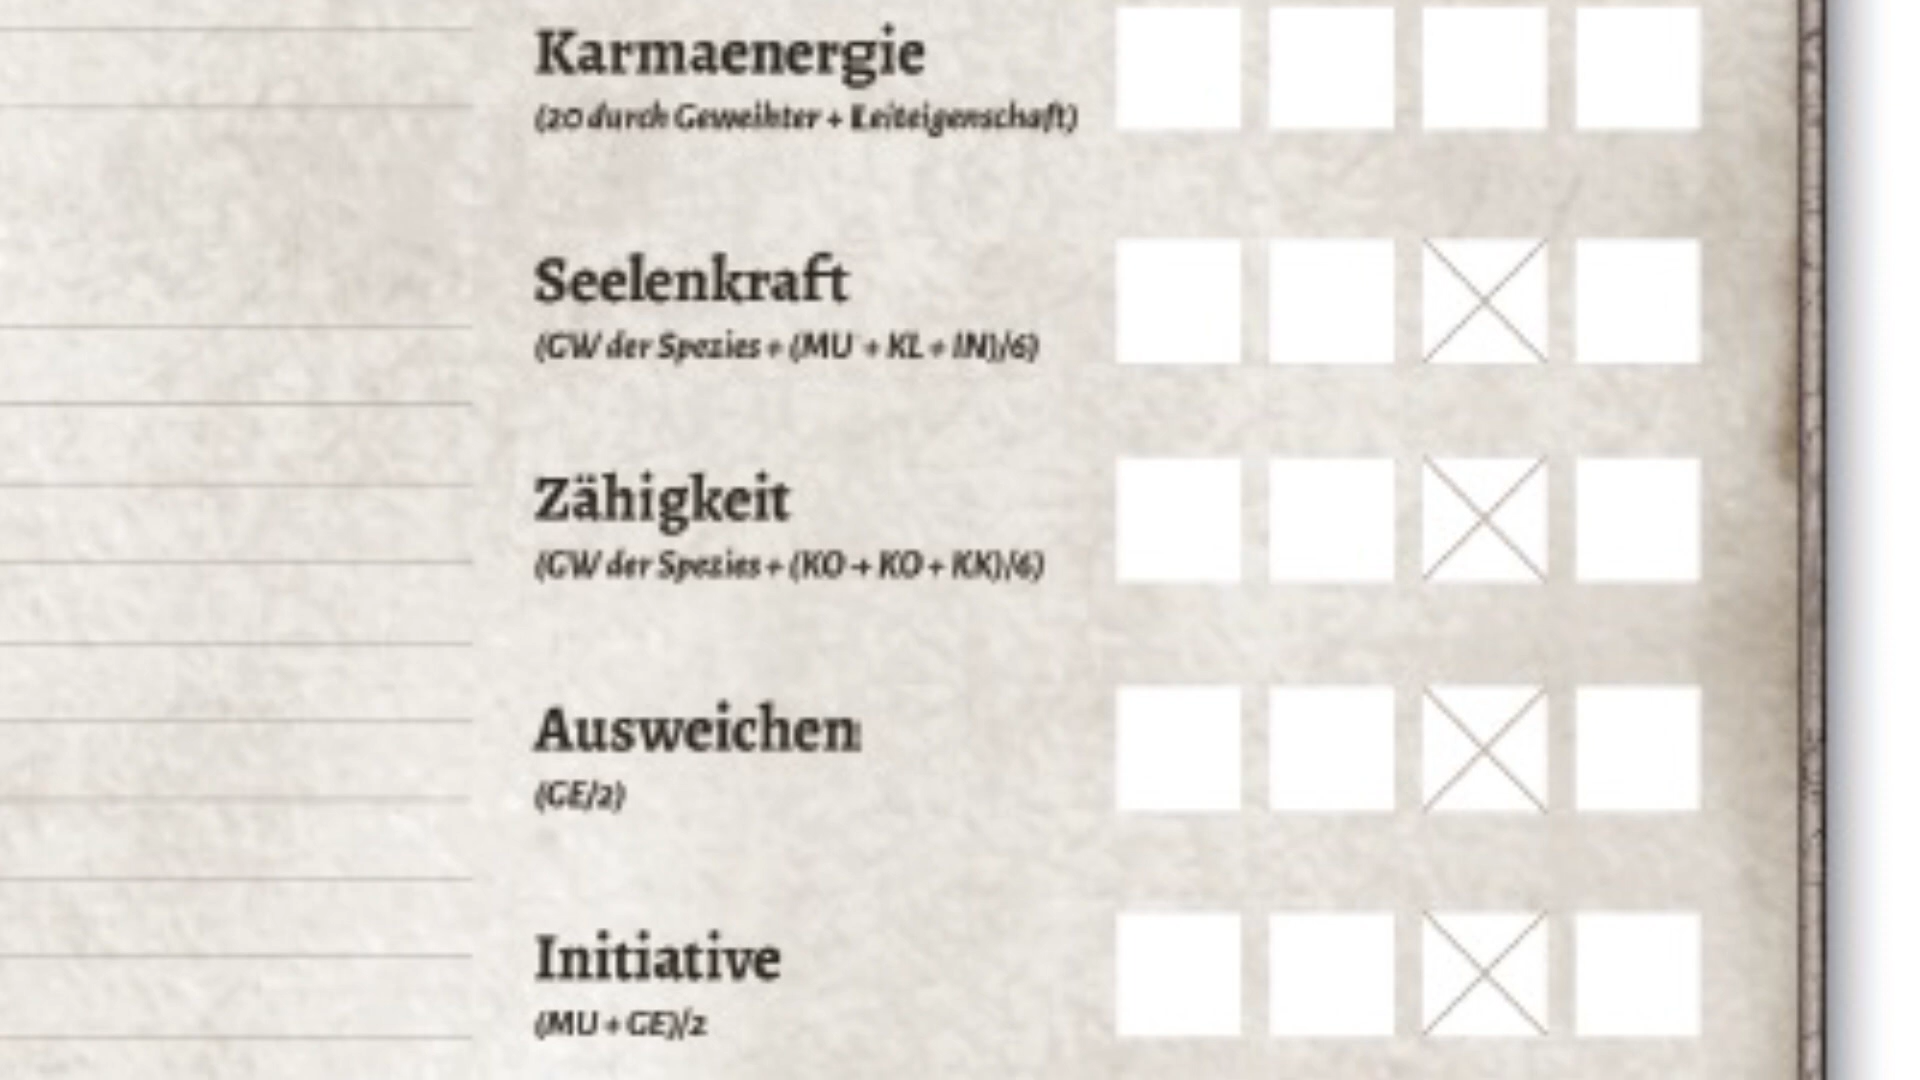 Karmaenergie
(20 durch Geweihter + Leiteigenschaft)
Seelenkraft
(GW der Spezies + (MU + KL + IN)/6)
Zähigkeit
(GW der Spezies + (KO + KO + KK)/6)
Ausweichen
(GE/2)
Initiative
(MU + GE)/2